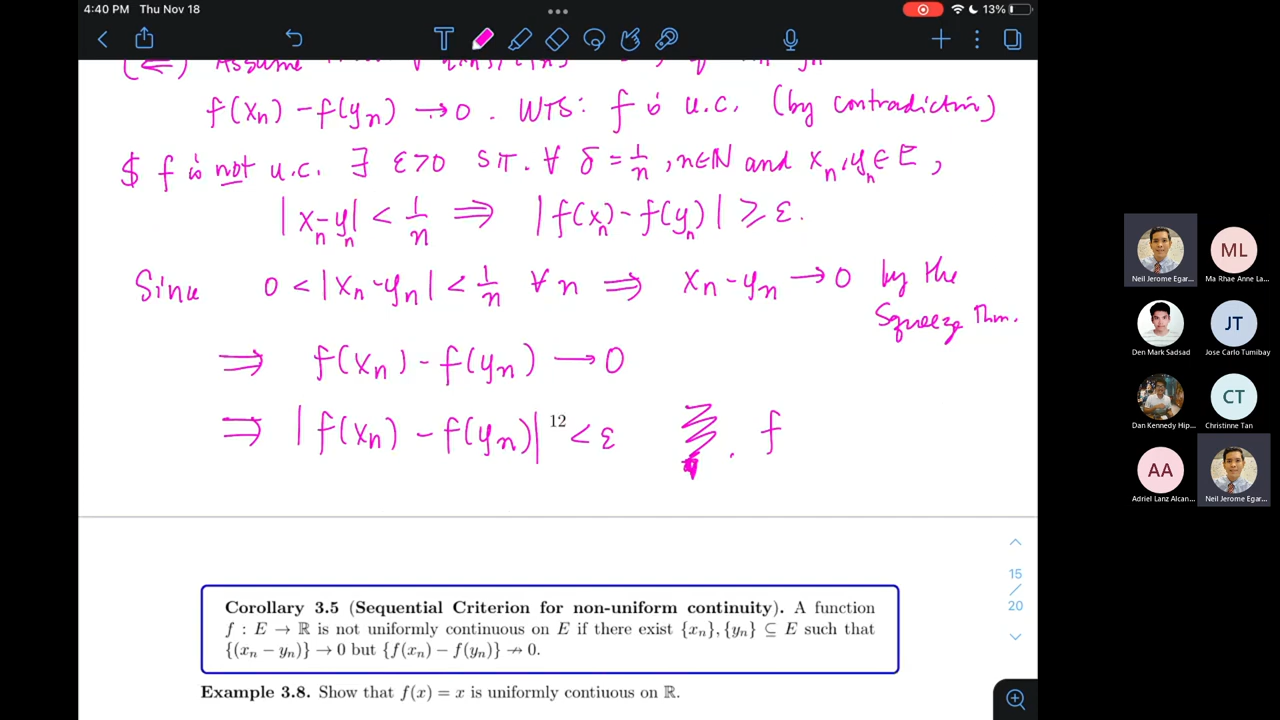 4:40 PM Thu Nov 18
13%
(⇐) Assume
f(xₙ) − f(yₙ) → 0 . WTS: f is u.c. (by contradiction)
$ f is not u.c. ∃ ε>0 s.t. ∀ δ = 1/n , n∈ℕ and xₙ, yₙ ∈ E ,
|xₙ − yₙ| < 1/n ⟹ |f(xₙ) − f(yₙ)| ⩾ ε.
Since 0 < |xₙ − yₙ| < 1/n ∀ n ⟹ xₙ − yₙ → 0 by the
Squeeze Thm.
⟹ f(xₙ) − f(yₙ) → 0
⟹ |f(xₙ) − f(yₙ)| < ε . f
12
Corollary 3.5 (Sequential Criterion for non-uniform continuity). A function
f : E → ℝ is not uniformly continuous on E if there exist {xₙ}, {yₙ} ⊆ E such that
{(xₙ − yₙ)} → 0 but {f(xₙ) − f(yₙ)} ↛ 0.
Example 3.8. Show that f(x) = x is uniformly contiuous on ℝ.
15
/
20
Neil Jerome Egar...
ML
Ma Rhae Anne La...
Den Mark Sadsad
JT
Jose Carlo Tumibay
Dan Kennedy Hip...
CT
Christinne Tan
AA
Adriel Lanz Alcan...
Neil Jerome Egar...